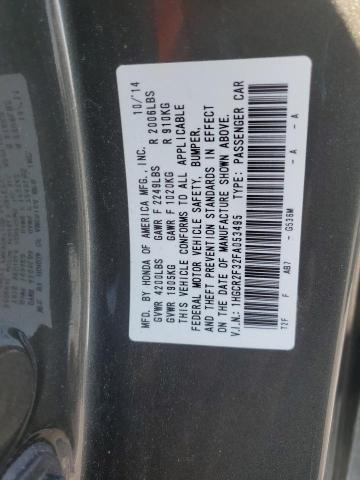 MFD. BY HONDA OF AMERICA MFG.,INC. 10/'14
GVWR 4200LBS GAWR F 2249LBS R 2006LBS
GVWR 1905KG GAWR F 1020KG R 910KG
THIS VEHICLE CONFORMS TO ALL APPLICABLE
FEDERAL MOTOR VEHICLE SAFETY, BUMPER,
AND THEFT PREVENTION STANDARDS IN EFFECT
ON THE DATE OF MANUFACTURE SHOWN ABOVE.
V.I.N.: 1HGCR2F32FA053495 TYPE: PASSENGER CAR
T2F F AB7 - G536M - A - A